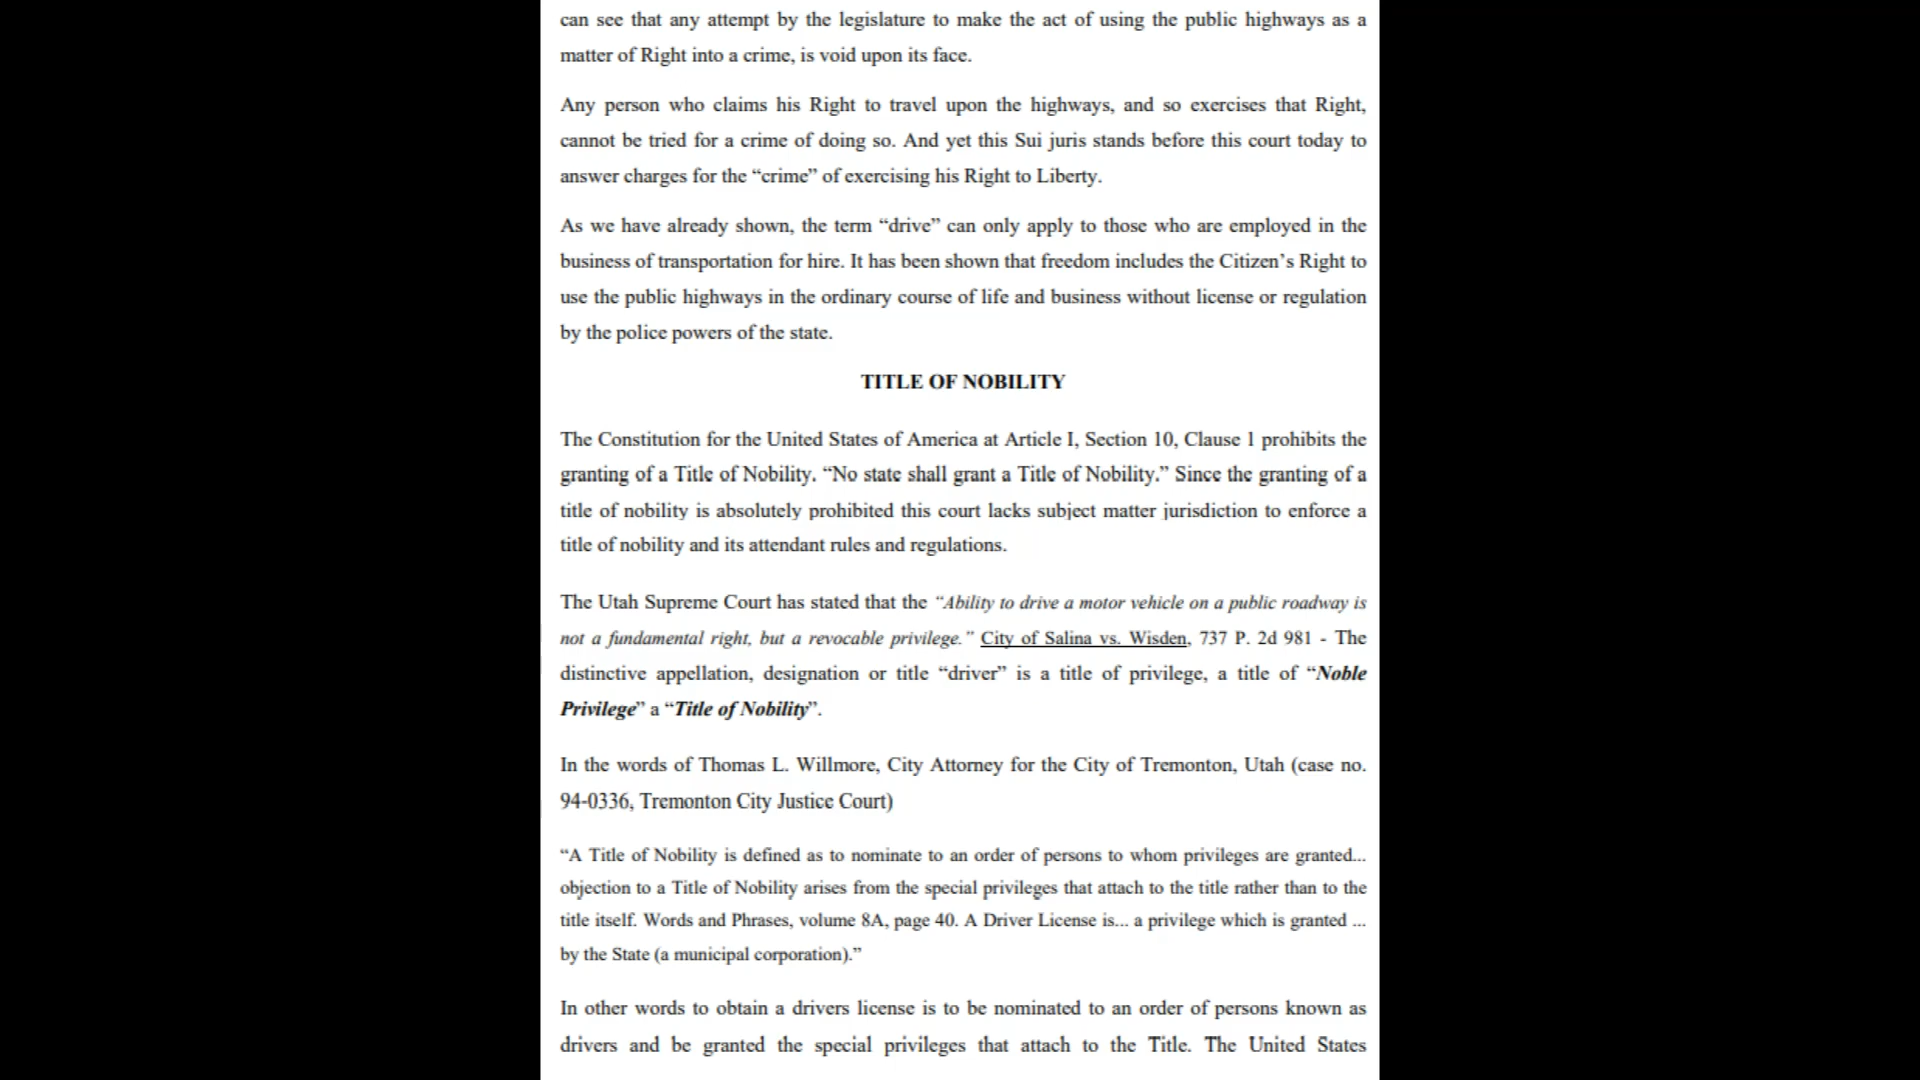 can see that any attempt by the legislature to make the act of using the public highways as a
matter of Right into a crime, is void upon its face.
Any person who claims his Right to travel upon the highways, and so exercises that Right,
cannot be tried for a crime of doing so. And yet this Sui juris stands before this court today to
answer charges for the “crime” of exercising his Right to Liberty.
As we have already shown, the term “drive” can only apply to those who are employed in the
business of transportation for hire. It has been shown that freedom includes the Citizen’s Right to
use the public highways in the ordinary course of life and business without license or regulation
by the police powers of the state.
TITLE OF NOBILITY
The Constitution for the United States of America at Article I, Section 10, Clause 1 prohibits the
granting of a Title of Nobility. “No state shall grant a Title of Nobility.” Since the granting of a
title of nobility is absolutely prohibited this court lacks subject matter jurisdiction to enforce a
title of nobility and its attendant rules and regulations.
The Utah Supreme Court has stated that the “Ability to drive a motor vehicle on a public roadway is
not a fundamental right, but a revocable privilege.” City of Salina vs. Wisden, 737 P. 2d 981 - The
distinctive appellation, designation or title “driver” is a title of privilege, a title of “Noble
Privilege” a “Title of Nobility”.
In the words of Thomas L. Willmore, City Attorney for the City of Tremonton, Utah (case no.
94-0336, Tremonton City Justice Court)
“A Title of Nobility is defined as to nominate to an order of persons to whom privileges are granted...
objection to a Title of Nobility arises from the special privileges that attach to the title rather than to the
title itself. Words and Phrases, volume 8A, page 40. A Driver License is... a privilege which is granted ...
by the State (a municipal corporation).”
In other words to obtain a drivers license is to be nominated to an order of persons known as
drivers and be granted the special privileges that attach to the Title. The United States